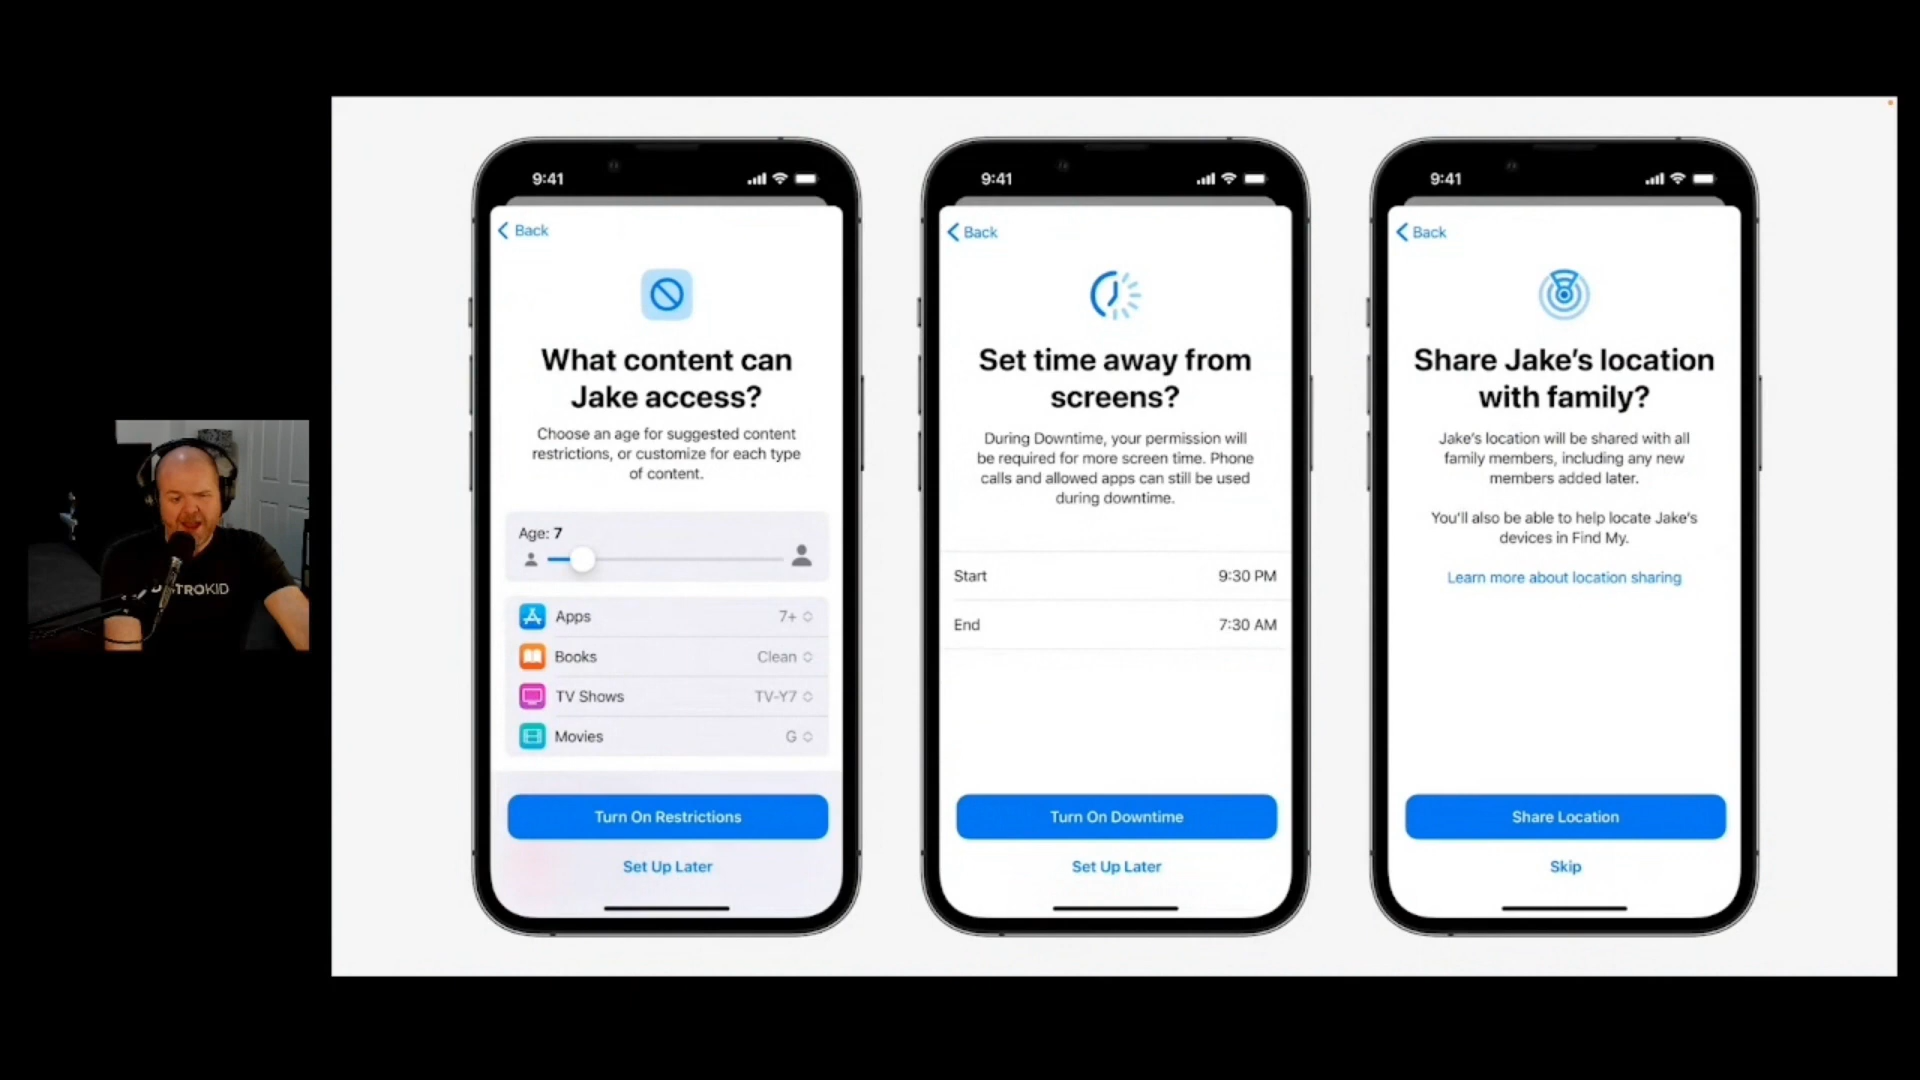 9:41
Back
What content can
Jake access?
Choose an age for suggested content
restrictions, or customize for each type
of content.
Age: 7
Apps 7+
Books Clean
TV Shows TV-Y7
Movies G
Turn On Restrictions
Set Up Later
9:41
Back
Set time away from
screens?
During Downtime, your permission will
be required for more screen time. Phone
calls and allowed apps can still be used
during downtime.
Start 9:30 PM
End 7:30 AM
Turn On Downtime
Set Up Later
9:41
Back
Share Jake's location
with family?
Jake's location will be shared with all
family members, including any new
members added later.
You'll also be able to help locate Jake's
devices in Find My.
Learn more about location sharing
Share Location
Skip